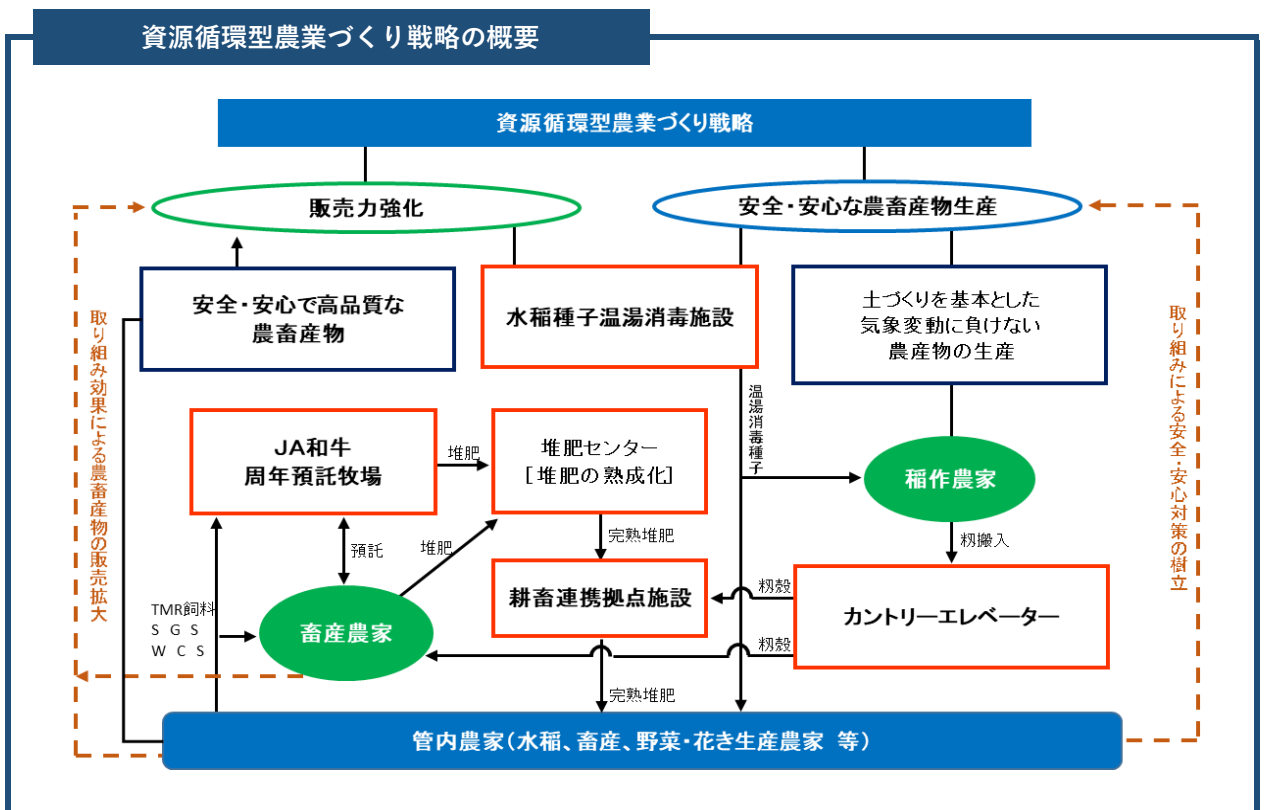 資源循環型農業づくり戦略の概要
資源循環型農業づくり戦略
販売力強化
安全・安心な農畜産物生産
安全・安心で高品質な
農畜産物
水稲種子温湯消毒施設
土づくりを基本とした
気象変動に負けない
農産物の生産
取り組み効果による農畜産物の販売拡大
取り組みによる安全・安心対策の樹立
温湯消毒種子
JA和牛
周年預託牧場
堆肥
堆肥センター
[堆肥の熟成化]
稲作農家
預託
堆肥
完熟堆肥
籾搬入
耕畜連携拠点施設
籾殻
カントリーエレベーター
TMR飼料
S G S
W C S
畜産農家
籾殻
完熟堆肥
管内農家(水稲、畜産、野菜・花き生産農家 等)